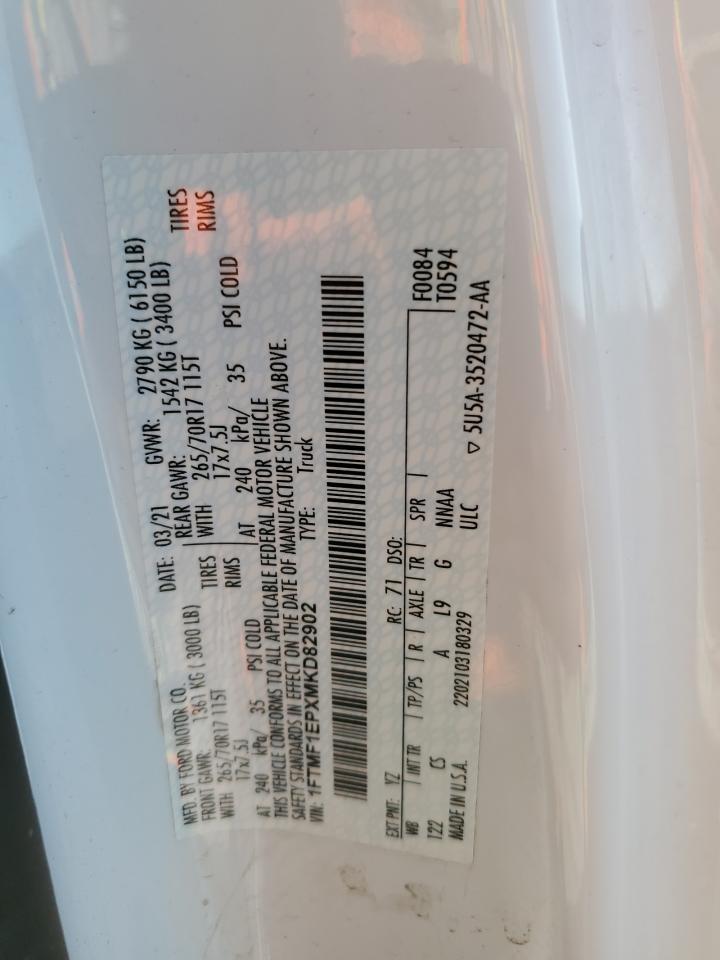 MFD. BY FORD MOTOR CO.
DATE: 03/21 GVWR: 2790 KG ( 6150 LB)
FRONT GAWR: 1361 KG ( 3000 LB) REAR GAWR: 1542 KG ( 3400 LB)
WITH 265/70R17 115T TIRES WITH 265/70R17 115T TIRES
17x7.5J RIMS 17x7.5J RIMS
AT 240 kPa/ 35 PSI COLD AT 240 kPa/ 35 PSI COLD
THIS VEHICLE CONFORMS TO ALL APPLICABLE FEDERAL MOTOR VEHICLE
SAFETY STANDARDS IN EFFECT ON THE DATE OF MANUFACTURE SHOWN ABOVE.
VIN: 1FTMF1EPXMKD82902 TYPE: Truck
EXT PNT: YZ RC: 71 DSO:
WB INT TR TP/PS R AXLE TR SPR F0084
122 CS A L9 G NNAA T0594
MADE IN U.S.A. 2202103180329 ULC
5U5A-3520472-AA